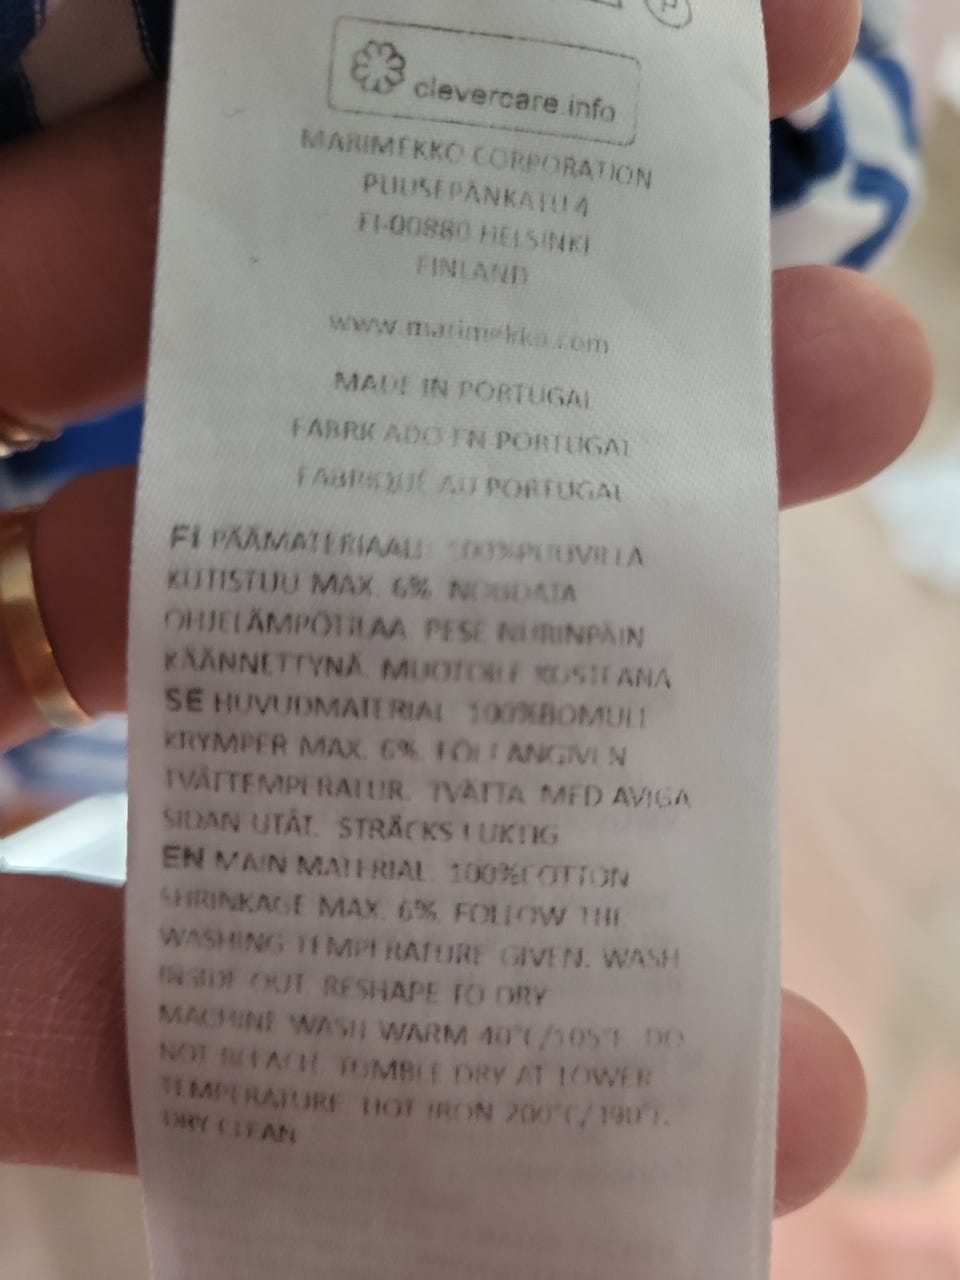 P
clevercare.info
MARIMEKKO CORPORATION
PUUSEPÄNKATU 4
FI-00880 HELSINKI
FINLAND
www.marimekko.com
MADE IN PORTUGAL
FABRICADO EN PORTUGAL
FABRIQUÉ AU PORTUGAL
FI PÄÄMATERIAALI: 100%PUUVILLA
KUTISTUU MAX. 6%. NOUDATA
OHJELÄMPÖTILAA. PESE NURINPÄIN
KÄÄNNETTYNÄ. MUOTOILE KOSTEANA
SE HUVUDMATERIAL: 100%BOMULL
KRYMPER MAX. 6%. FÖLJ ANGIVEN
TVÄTTEMPERATUR. TVÄTTA MED AVIGA
SIDAN UTÅT. STRÄCKS FUKTIG
EN MAIN MATERIAL: 100%COTTON
SHRINKAGE MAX. 6%. FOLLOW THE
WASHING TEMPERATURE GIVEN. WASH
INSIDE OUT. RESHAPE TO DRY
MACHINE WASH WARM 40°C/105°F. DO
NOT BLEACH. TUMBLE DRY AT LOWER
TEMPERATURE. HOT IRON 200°C/
DRY CLEAN